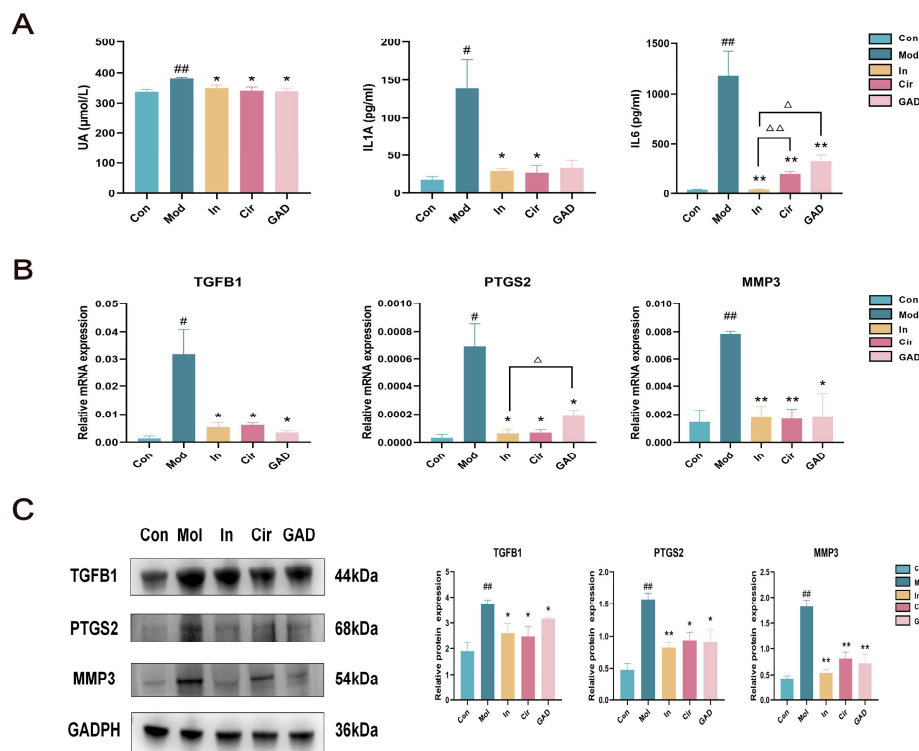 A
UA (μmol/L)
500
400
300
200
100
0
##
*
*
*
Con
Mod
In
Cir
GAD
IL1A (pg/ml)
200
150
100
50
0
#
*
*
Con
Mod
In
Cir
GAD
IL6 (pg/ml)
1500
1000
500
250
0
##
**
**
**
△△
△
Con
Mod
In
Cir
GAD
Con
Mod
In
Cir
GAD
B
TGFB1
Relative mRNA expression
0.05
0.04
0.03
0.02
0.01
0.00
#
*
*
*
Con
Mod
In
Cir
GAD
PTGS2
Relative mRNA expression
0.0010
0.0008
0.0006
0.0004
0.0002
0.0000
#
*
*
*
△
Con
Mod
In
Cir
GAD
MMP3
Relative mRNA expression
0.010
0.008
0.006
0.004
0.002
0.000
##
**
**
*
Con
Mod
In
Cir
GAD
Con
Mod
In
Cir
GAD
C
Con Mol In Cir GAD
TGFB1 44kDa
PTGS2 68kDa
MMP3 54kDa
GADPH 36kDa
TGFB1
Relative protein expression
5
4
3
2
1
0
##
*
*
*
Con
Mol
In
Cir
GAD
PTGS2
Relative protein expression
2.0
1.5
1.0
0.5
0.0
##
**
*
*
Con
Mol
In
Cir
GAD
MMP3
Relative protein expression
2.5
2.0
1.5
1.0
0.5
0.0
##
**
**
**
Con
Mol
In
Cir
GAD